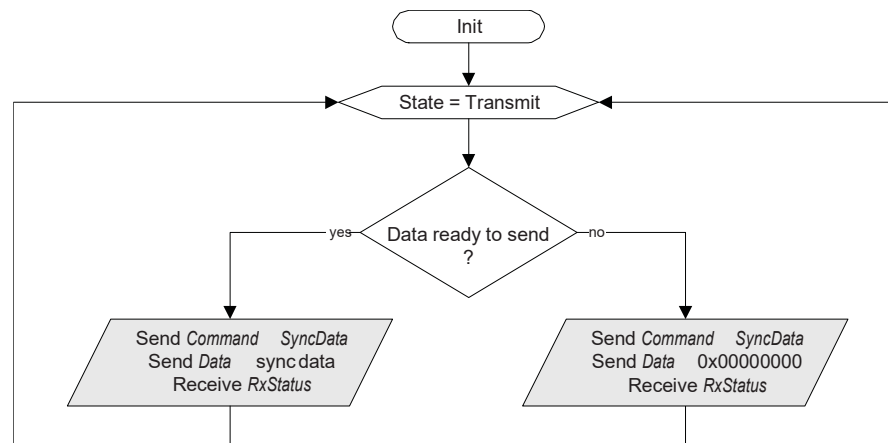 Init
State = Transmit
Data ready to send
?
yes
no
Send Command SyncData
Send Data sync data
Receive RxStatus
Send Command SyncData
Send Data 0x00000000
Receive RxStatus